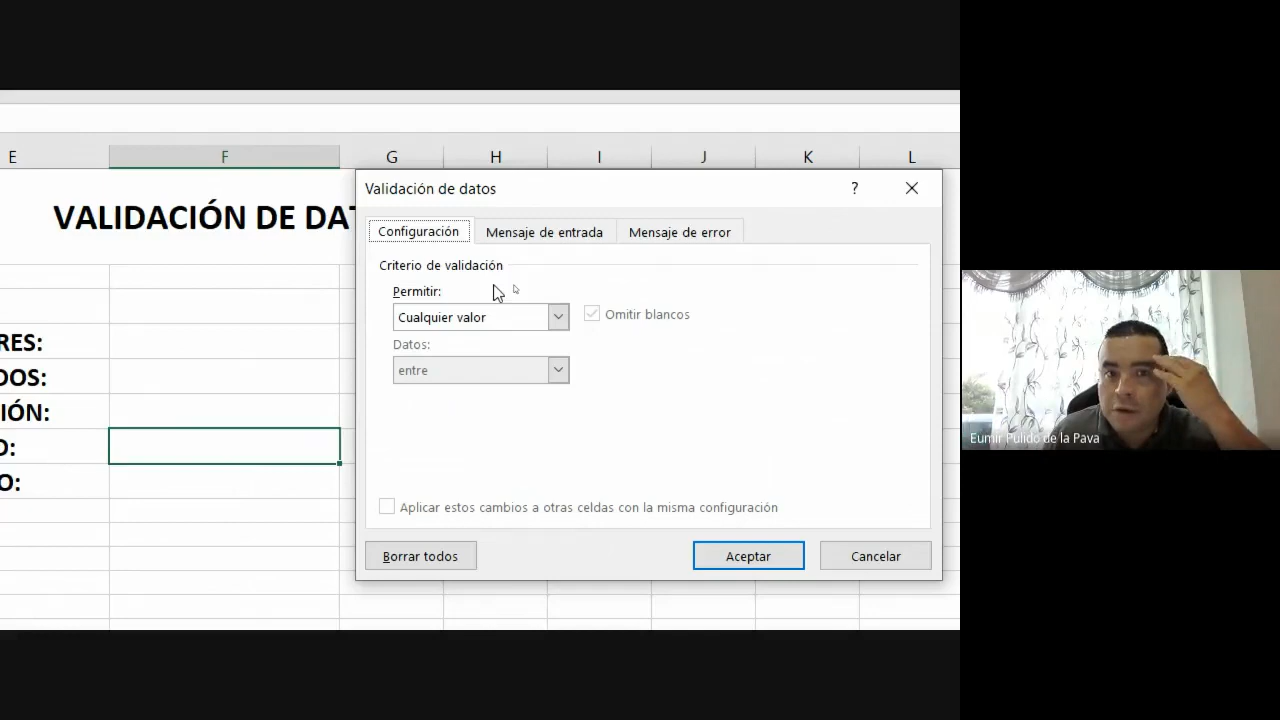 E F G H I J K L
VALIDACIÓN DE DAT
RES:
DOS:
IÓN:
O:
O:
Validación de datos ?
Configuración Mensaje de entrada Mensaje de error
Criterio de validación
Permitir:
Cualquier valor Omitir blancos
Datos:
entre
Aplicar estos cambios a otras celdas con la misma configuración
Borrar todos Aceptar Cancelar
Eumir Pulido de la Pava